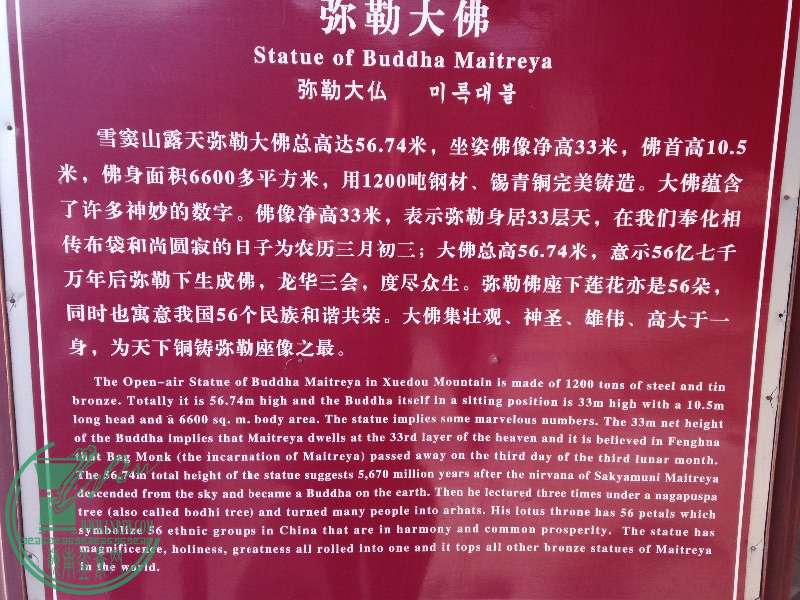 弥勒大佛
Statue of Buddha Maitreya
弥勒大仏 미륵대불
雪窦山露天弥勒大佛总高达56.74米，坐姿佛像净高33米，佛首高10.5
米，佛身面积6600多平方米，用1200吨钢材、锡青铜完美铸造。大佛蕴含
了许多神妙的数字。佛像净高33米，表示弥勒身居33层天，在我们奉化相
传布袋和尚圆寂的日子为农历三月初三；大佛总高56.74米，意示56亿七千
万年后弥勒下生成佛，龙华三会，度尽众生。弥勒佛座下莲花亦是56朵，
同时也寓意我国56个民族和谐共荣。大佛集壮观、神圣、雄伟、高大于一
身，为天下铜铸弥勒座像之最。
The Open-air Statue of Buddha Maitreya in Xuedou Mountain is made of 1200 tons of steel and tin
bronze. Totally it is 56.74m high and the Buddha itself in a sitting position is 33m high with a 10.5m
long head and a 6600 sq. m. body area. The statue implies some marvelous numbers. The 33m net height
of the Buddha implies that Maitreya dwells at the 33rd layer of the heaven and it is believed in Fenghua
that Bag Monk (the incarnation of Maitreya) passed away on the third day of the third lunar month.
The 56.74m total height of the statue suggests 5,670 million years after the nirvana of Sakyamuni Maitreya
descended from the sky and became a Buddha on the earth. Then he lectured three times under a nagapuspa
tree (also called bodhi tree) and turned many people into arhats. His lotus throne has 56 petals which
symbolize 56 ethnic groups in China that are in harmony and common prosperity. The statue has
magnificence, holiness, greatness all rolled into one and it tops all other bronze statues of Maitreya
in the world.